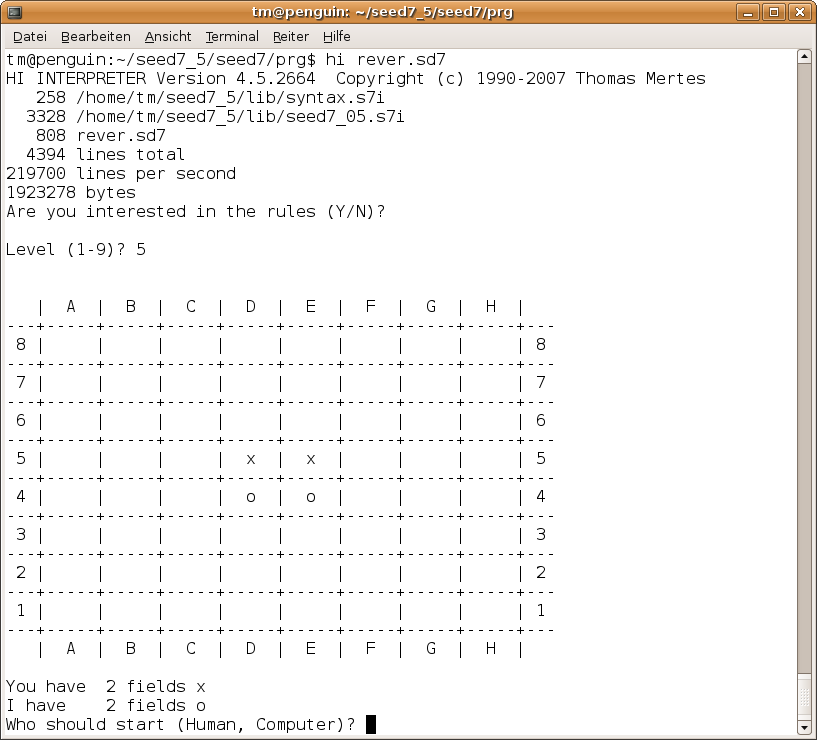 tm@penguin: ~/seed7_5/seed7/prg
Datei Bearbeiten Ansicht Terminal Reiter Hilfe
tm@penguin:~/seed7_5/seed7/prg$ hi rever.sd7
HI INTERPRETER Version 4.5.2664  Copyright (c) 1990-2007 Thomas Mertes
   258 /home/tm/seed7_5/lib/syntax.s7i
  3328 /home/tm/seed7_5/lib/seed7_05.s7i
   808 rever.sd7
  4394 lines total
219700 lines per second
1923278 bytes
Are you interested in the rules (Y/N)?
Level (1-9)? 5
   |  A  |  B  |  C  |  D  |  E  |  F  |  G  |  H  |
---+-----+-----+-----+-----+-----+-----+-----+-----+---
 8 |     |     |     |     |     |     |     |     | 8
---+-----+-----+-----+-----+-----+-----+-----+-----+---
 7 |     |     |     |     |     |     |     |     | 7
---+-----+-----+-----+-----+-----+-----+-----+-----+---
 6 |     |     |     |     |     |     |     |     | 6
---+-----+-----+-----+-----+-----+-----+-----+-----+---
 5 |     |     |     |  x  |  x  |     |     |     | 5
---+-----+-----+-----+-----+-----+-----+-----+-----+---
 4 |     |     |     |  o  |  o  |     |     |     | 4
---+-----+-----+-----+-----+-----+-----+-----+-----+---
 3 |     |     |     |     |     |     |     |     | 3
---+-----+-----+-----+-----+-----+-----+-----+-----+---
 2 |     |     |     |     |     |     |     |     | 2
---+-----+-----+-----+-----+-----+-----+-----+-----+---
 1 |     |     |     |     |     |     |     |     | 1
---+-----+-----+-----+-----+-----+-----+-----+-----+---
   |  A  |  B  |  C  |  D  |  E  |  F  |  G  |  H  |
You have  2 fields x
I have    2 fields o
Who should start (Human, Computer)?